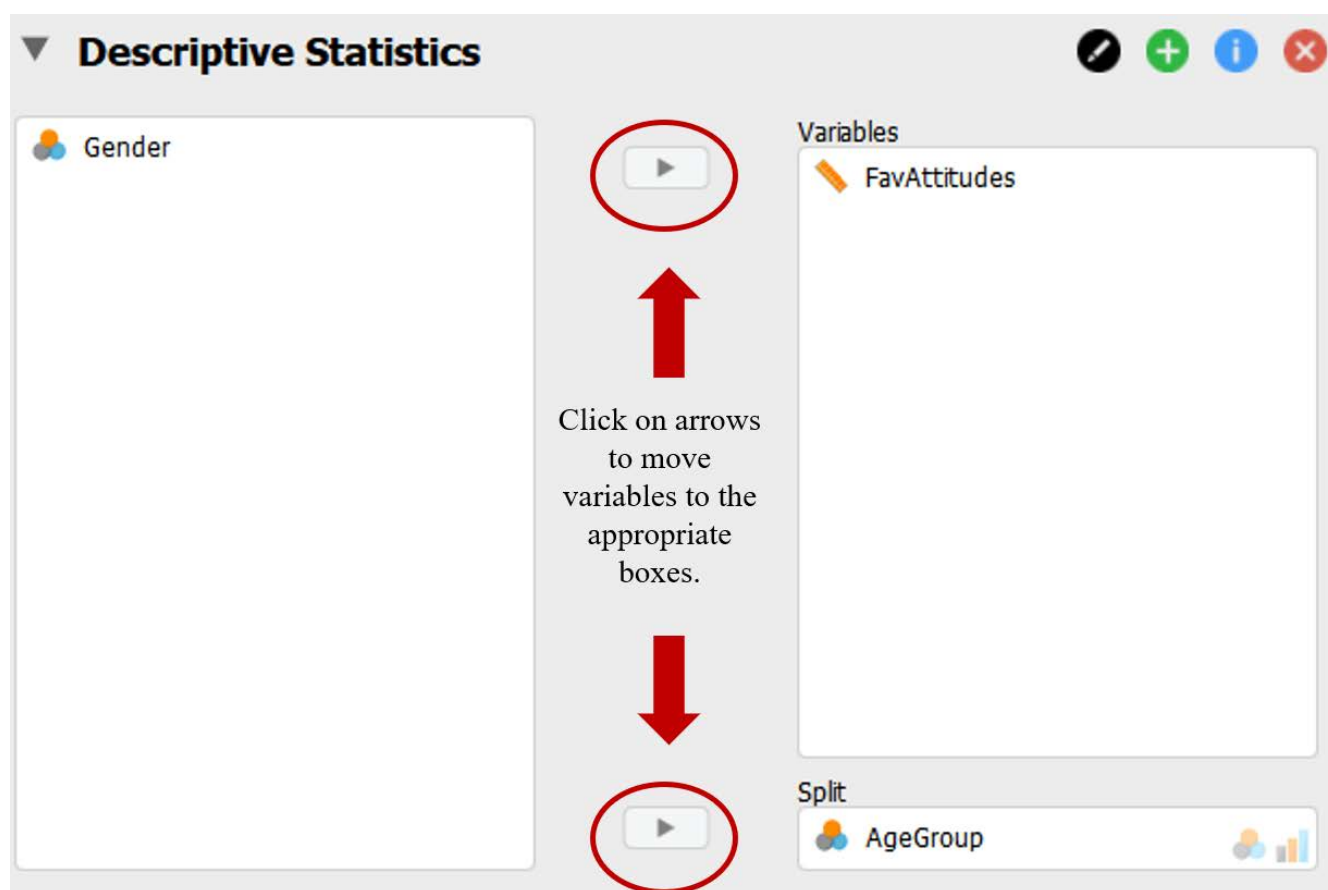 Descriptive Statistics
Gender
Variables
FavAttitudes
Click on arrows
to move
variables to the
appropriate
boxes.
Split
AgeGroup